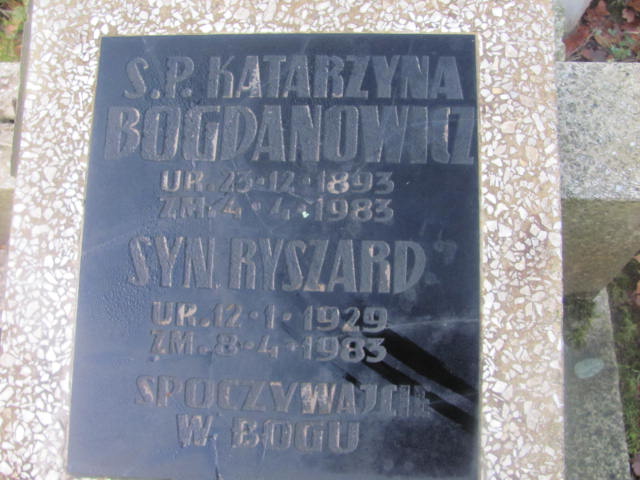 S.P. KATARZYNA
BOGDANOWICZ
UR. 23·12·1893
ZM. 4·4·1983
SYN. RYSZARD
UR. 12·1·1929
ZM. 8·4·1983
SPOCZYWAJCIE
W BOGU